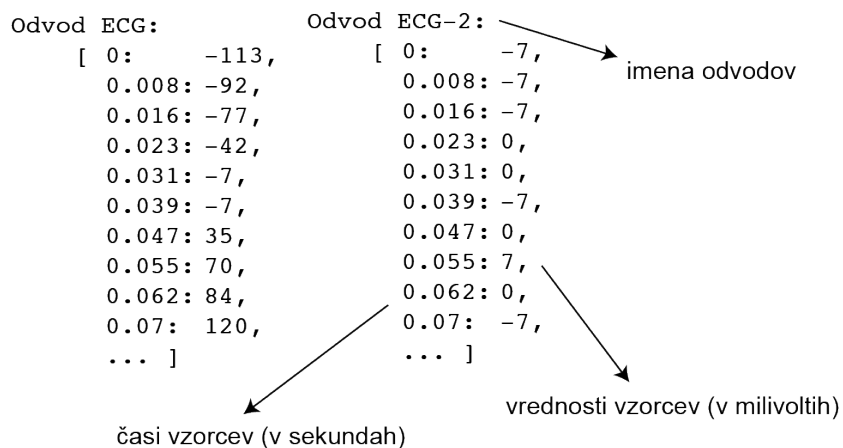 Odvod ECG:
[ 0: -113,
0.008: -92,
0.016: -77,
0.023: -42,
0.031: -7,
0.039: -7,
0.047: 35,
0.055: 70,
0.062: 84,
0.07: 120,
... ]
Odvod ECG-2:
[ 0: -7,
0.008: -7,
0.016: -7,
0.023: 0,
0.031: 0,
0.039: -7,
0.047: 0,
0.055: 7,
0.062: 0,
0.07: -7,
... ]
imena odvodov
vrednosti vzorcev (v milivoltih)
časi vzorcev (v sekundah)